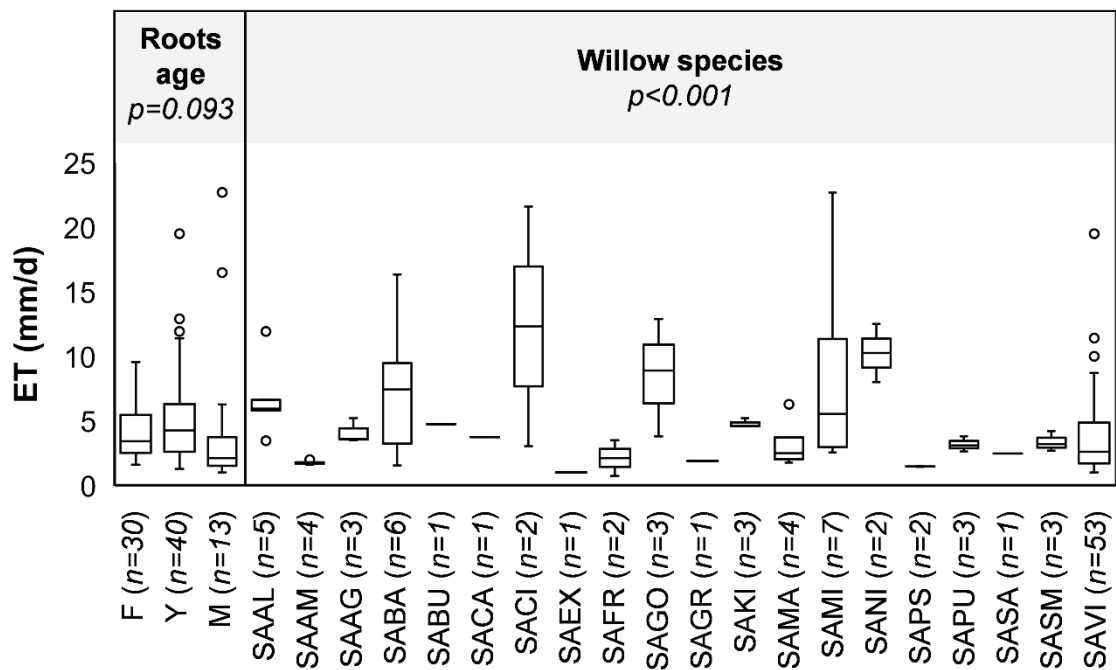 Roots
age
p=0.093
Willow species
p<0.001
ET (mm/d)
25
20
15
10
5
0
F (n=30)
Y (n=40)
M (n=13)
SAAL (n=5)
SAAM (n=4)
SAAG (n=3)
SABA (n=6)
SABU (n=1)
SACA (n=1)
SACI (n=2)
SAEX (n=1)
SAFR (n=2)
SAGO (n=3)
SAGR (n=1)
SAKI (n=3)
SAMA (n=4)
SAMI (n=7)
SANI (n=2)
SAPS (n=2)
SAPU (n=3)
SASA (n=1)
SASM (n=3)
SAVI (n=53)